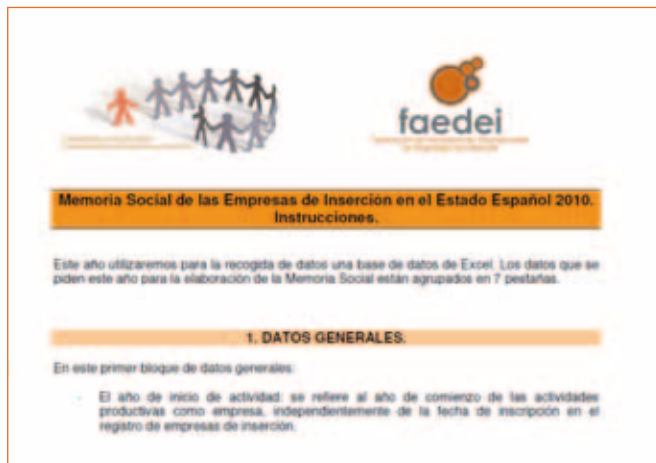 faedei
Memoria Social de las Empresas de Inserción en el Estado Español 2010.
Instrucciones.
Este año utilizaremos para la recogida de datos una base de datos de Excel. Los datos que se
piden este año para la elaboración de la Memoria Social están agrupados en 7 pestañas.
1. DATOS GENERALES.
En este primer bloque de datos generales:
- El año de inicio de actividad: se refiere al año de comienzo de las actividades
productivas como empresa, independientemente de la fecha de inscripción en el
registro de empresas de inserción.